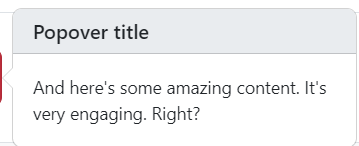 Popover title
And here's some amazing content. It's
very engaging. Right?